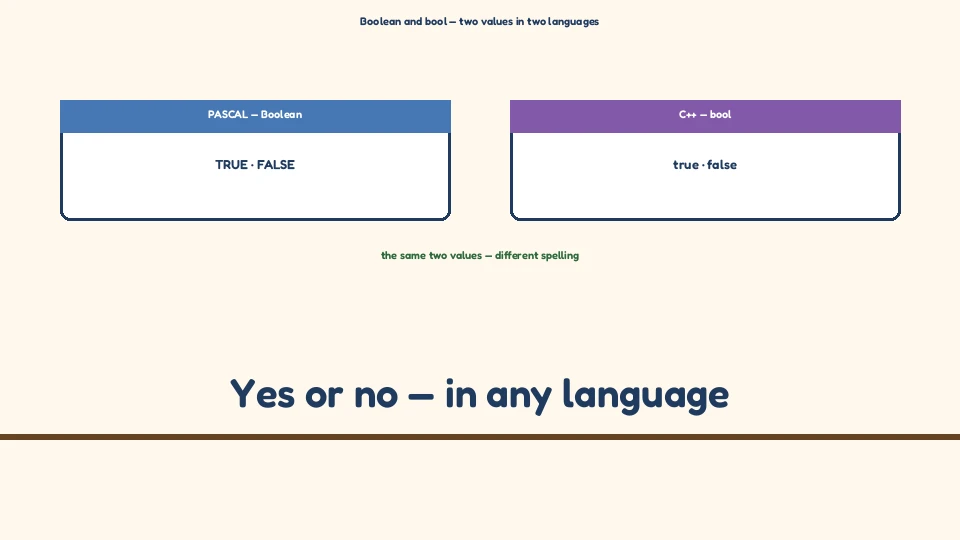 Boolean and bool — two values in two languages
PASCAL — Boolean
TRUE · FALSE
C++ — bool
true · false
the same two values — different spelling
Yes or no — in any language